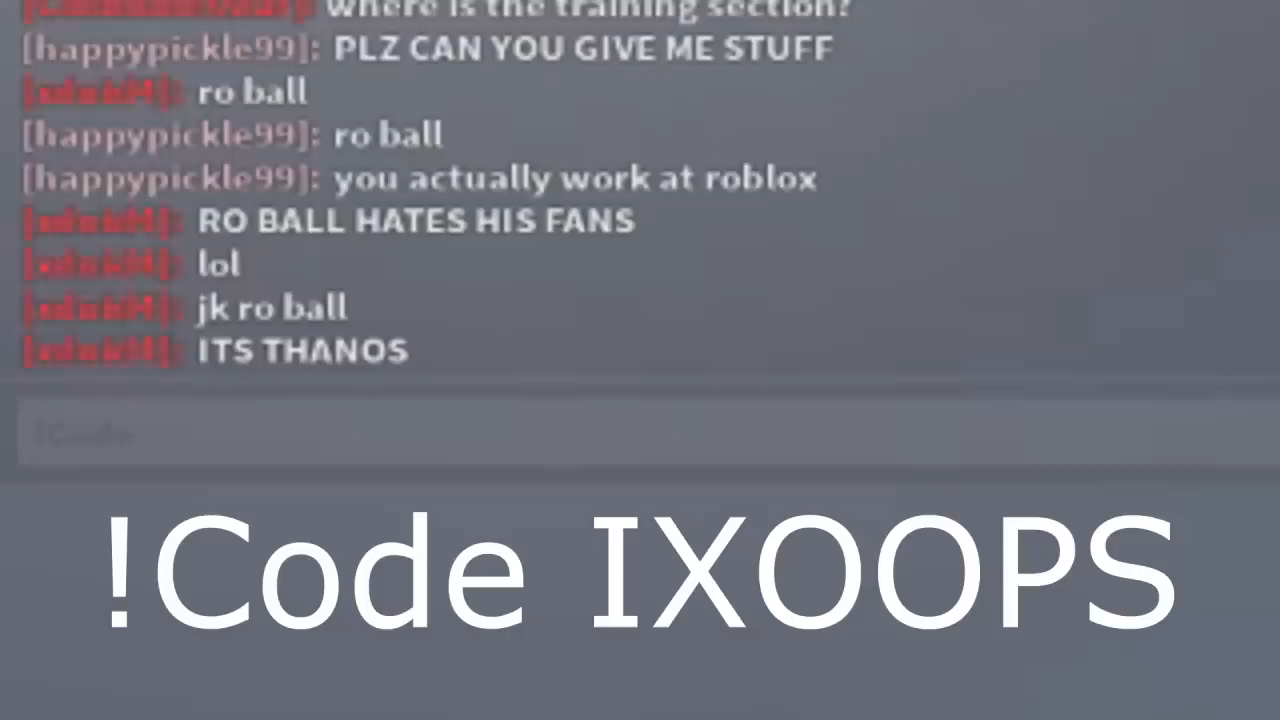 where is the training section?
[happypickle99]: PLZ CAN YOU GIVE ME STUFF
ro ball
[happypickle99]: ro ball
[happypickle99]: you actually work at roblox
RO BALL HATES HIS FANS
lol
jk ro ball
ITS THANOS
!Code
!Code IXOOPS